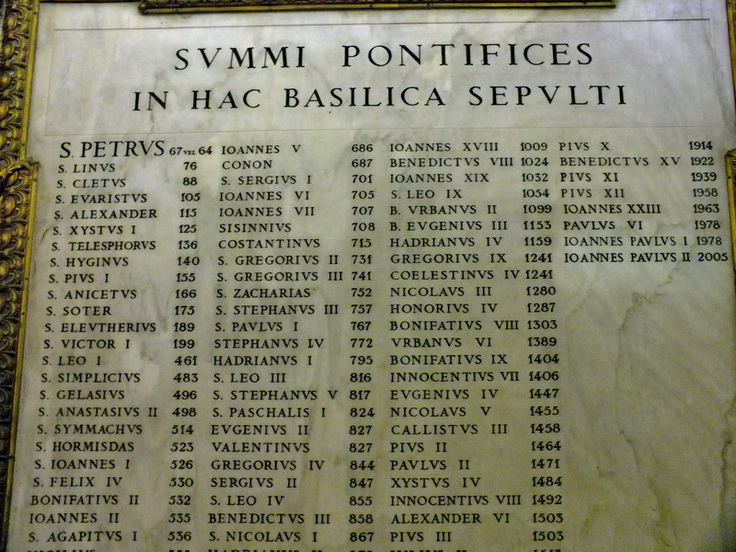 SVMMI PONTIFICES
IN HAC BASILICA SEPVLTI
S. PETRVS 67 VEL 64
S. LINVS 76
S. CLETVS 88
S. EVARISTVS 105
S. ALEXANDER 115
S. XYSTVS I 125
S. TELESPHORVS 136
S. HYGINVS 140
S. PIVS I 155
S. ANICETVS 166
S. SOTER 175
S. ELEVTHERIVS 189
S. VICTOR I 199
S. LEO I 461
S. SIMPLICIVS 483
S. GELASIVS 496
S. ANASTASIVS II 498
S. SYMMACHVS 514
S. HORMISDAS 523
S. IOANNES I 526
S. FELIX IV 530
BONIFATIVS II 532
IOANNES II 535
S. AGAPITVS I 536
IOANNES V 686
CONON 687
S. SERGIVS I 701
IOANNES VI 705
IOANNES VII 707
SISINNIVS 708
COSTANTINVS 715
S. GREGORIVS II 731
S. GREGORIVS III 741
S. ZACHARIAS 752
S. STEPHANVS III 757
S. PAVLVS I 767
STEPHANVS IV 772
HADRIANVS I 795
S. LEO III 816
S. STEPHANVS V 817
S. PASCHALIS I 824
EVGENIVS II 827
VALENTINVS 827
GREGORIVS IV 844
SERGIVS II 847
S. LEO IV 855
BENEDICTVS III 858
S. NICOLAVS I 867
IOANNES XVIII 1009
BENEDICTVS VIII 1024
IOANNES XIX 1032
S. LEO IX 1054
B. VRBANVS II 1099
B. EVGENIVS III 1153
HADRIANVS IV 1159
GREGORIVS IX 1241
COELESTINVS IV 1241
NICOLAVS III 1280
HONORIVS IV 1287
BONIFATIVS VIII 1303
VRBANVS VI 1389
BONIFATIVS IX 1404
INNOCENTIVS VII 1406
EVGENIVS IV 1447
NICOLAVS V 1455
CALLISTVS III 1458
PIVS II 1464
PAVLVS II 1471
XYSTVS IV 1484
INNOCENTIVS VIII 1492
ALEXANDER VI 1503
PIVS III 1503
PIVS X 1914
BENEDICTVS XV 1922
PIVS XI 1939
PIVS XII 1958
IOANNES XXIII 1963
PAVLVS VI 1978
IOANNES PAVLVS I 1978
IOANNES PAVLVS II 2005